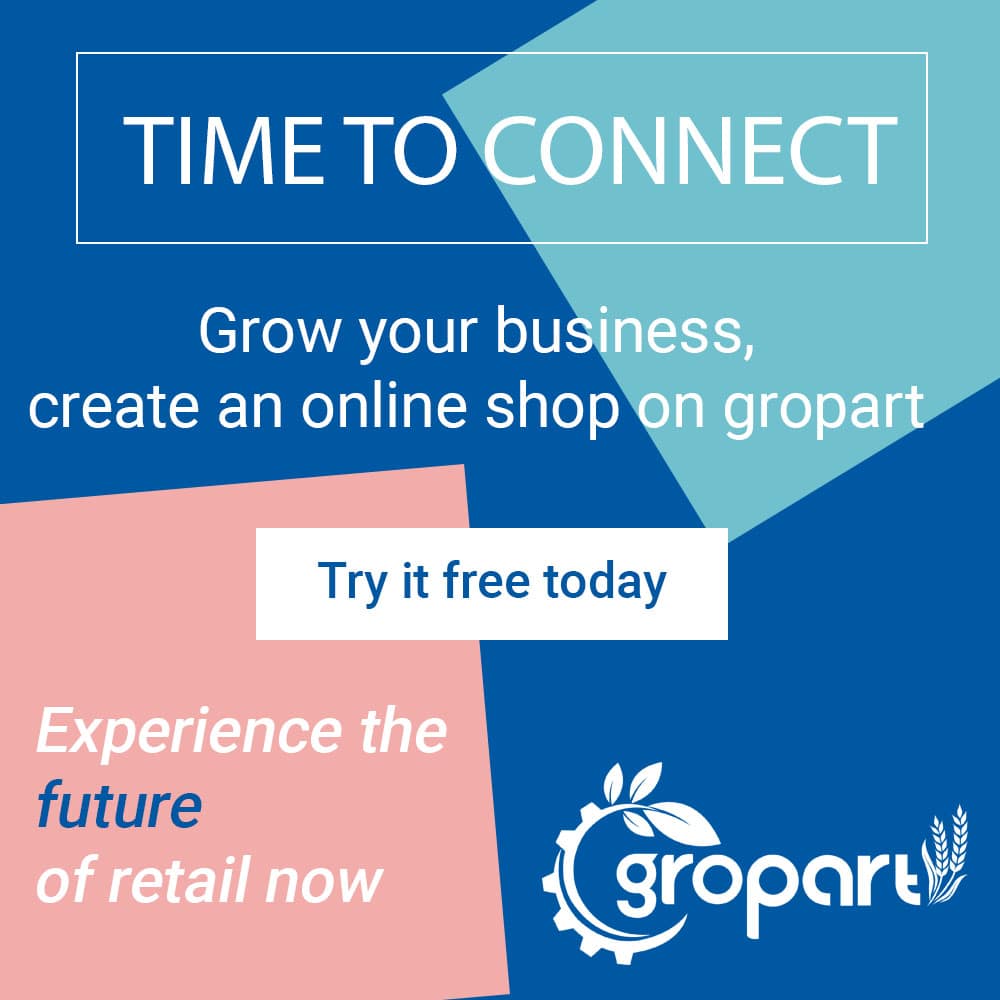 TIME TO CONNECT
Grow your business,
create an online shop on gropart
Try it free today
Experience the
future
of retail now
gropart